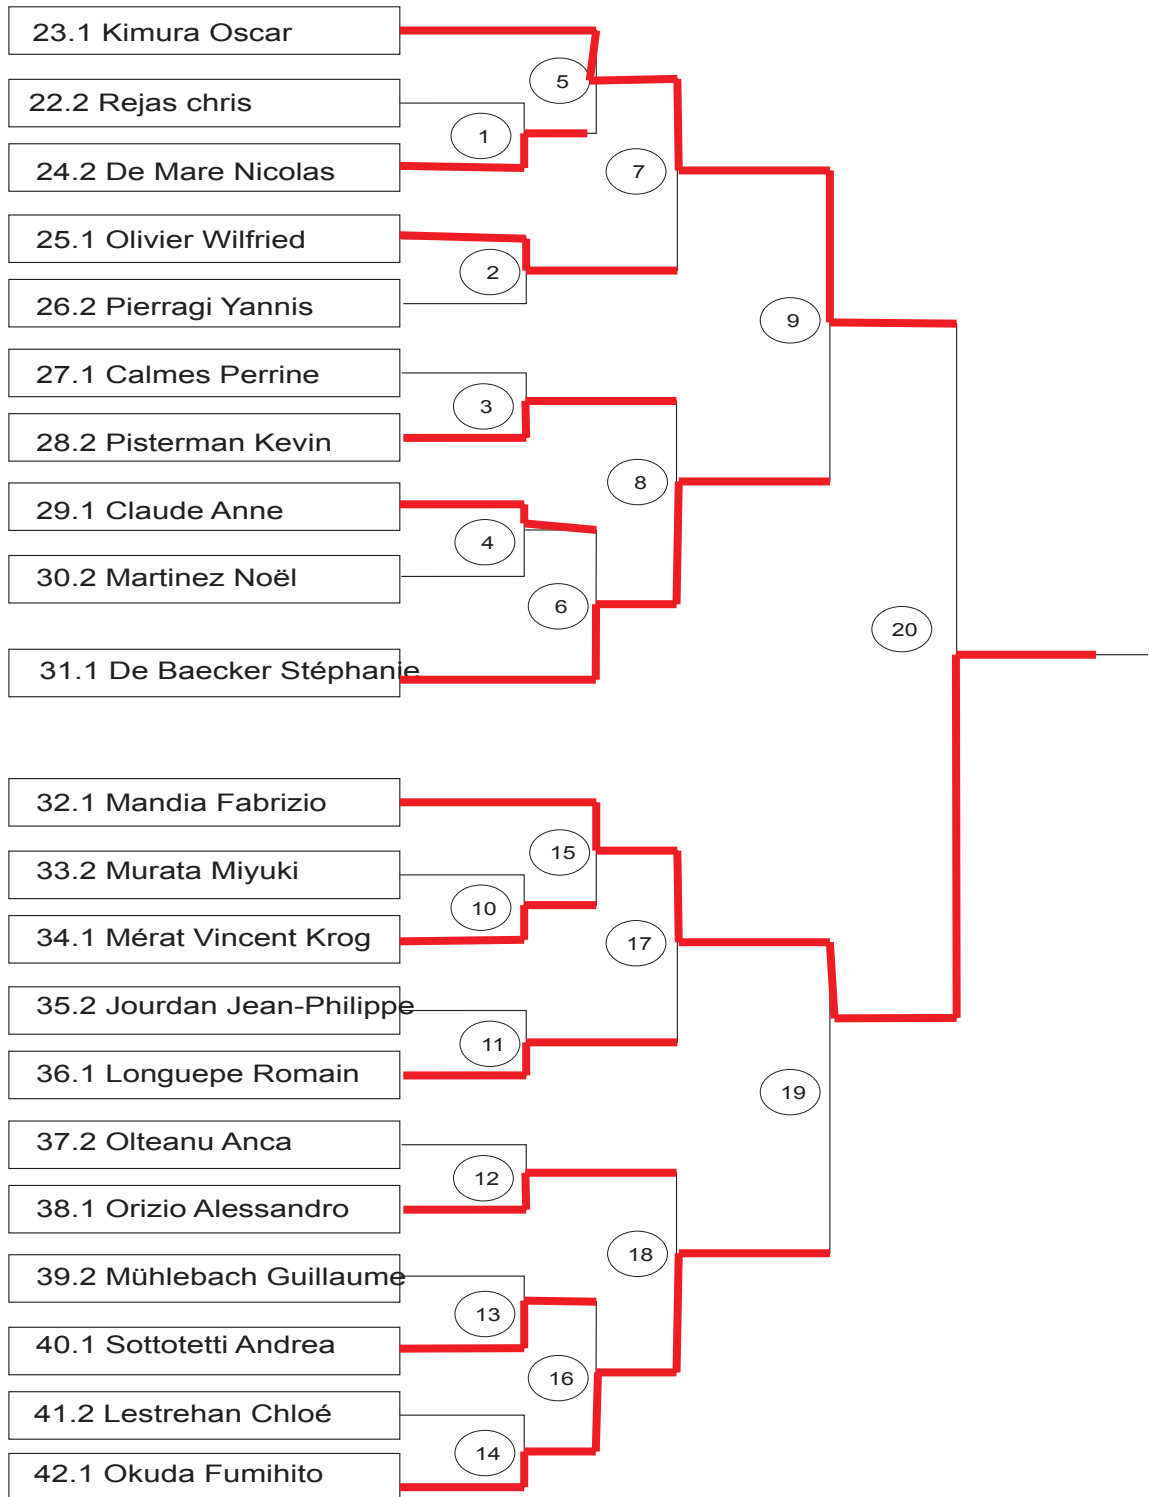 23.1 Kimura Oscar
5
22.2 Rejas chris
1
24.2 De Mare Nicolas
7
25.1 Olivier Wilfried
2
26.2 Pierragi Yannis
9
27.1 Calmes Perrine
3
28.2 Pisterman Kevin
8
29.1 Claude Anne
4
30.2 Martinez Noël
6
20
31.1 De Baecker Stéphanie
32.1 Mandia Fabrizio
15
33.2 Murata Miyuki
10
34.1 Mérat Vincent Krog
17
35.2 Jourdan Jean-Philippe
11
36.1 Longuepe Romain
19
37.2 Olteanu Anca
12
38.1 Orizio Alessandro
18
39.2 Mühlebach Guillaume
13
40.1 Sottotetti Andrea
16
41.2 Lestrehan Chloé
14
42.1 Okuda Fumihito